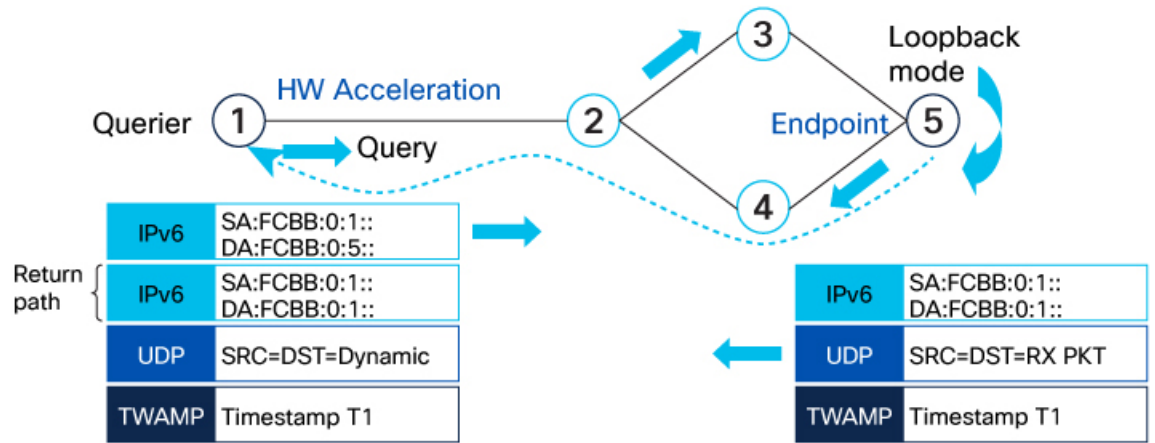 3
Loopback
mode
HW Acceleration
Querier
1
2
Endpoint
5
Query
4
IPv6
SA:FCBB:0:1::
DA:FCBB:0:5::
Return
path
IPv6
SA:FCBB:0:1::
DA:FCBB:0:1::
UDP
SRC=DST=Dynamic
TWAMP
Timestamp T1
IPv6
SA:FCBB:0:1::
DA:FCBB:0:1::
UDP
SRC=DST=RX PKT
TWAMP
Timestamp T1